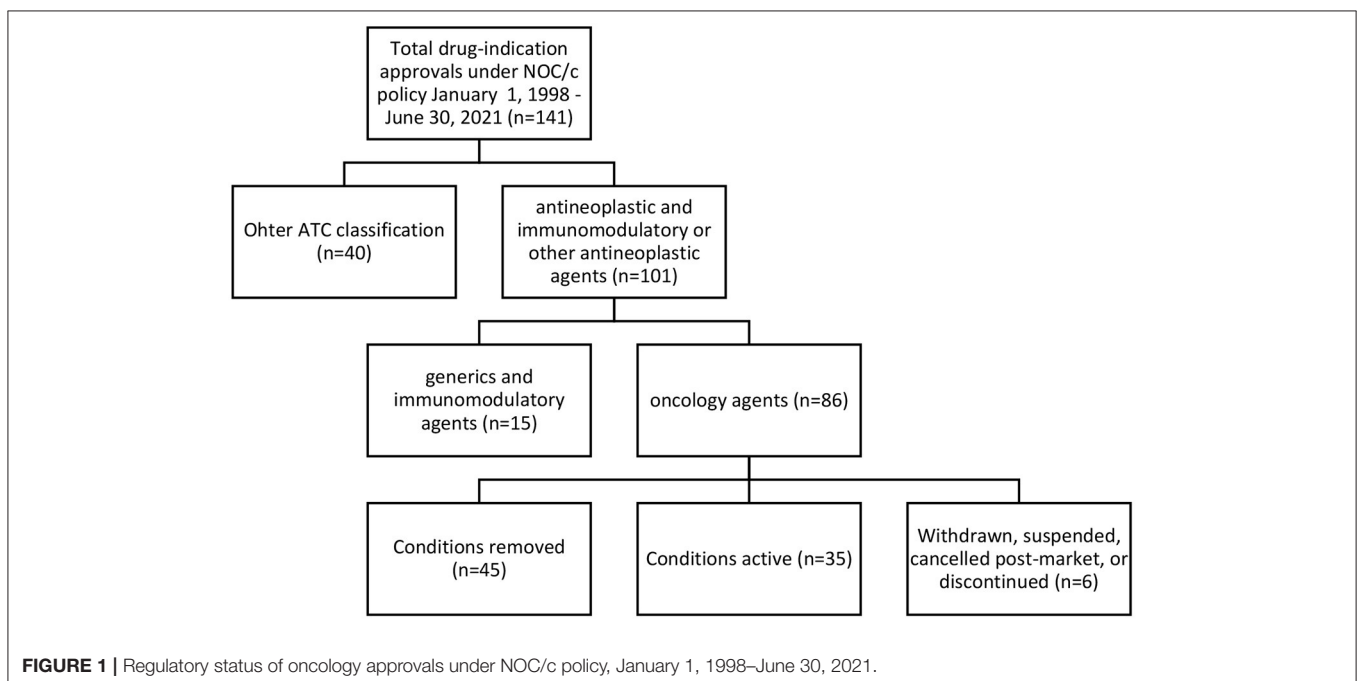 Total drug-indication
approvals under NOC/c
policy January 1, 1998 -
June 30, 2021 (n=141)
Ohter ATC classification
(n=40)
antineoplastic and
immunomodulatory or
other antineoplastic
agents (n=101)
generics and
immunomodulatory
agents (n=15)
oncology agents (n=86)
Conditions removed
(n=45)
Conditions active (n=35)
Withdrawn, suspended,
cancelled post-market, or
discontinued (n=6)
FIGURE 1 | Regulatory status of oncology approvals under NOC/c policy, January 1, 1998–June 30, 2021.